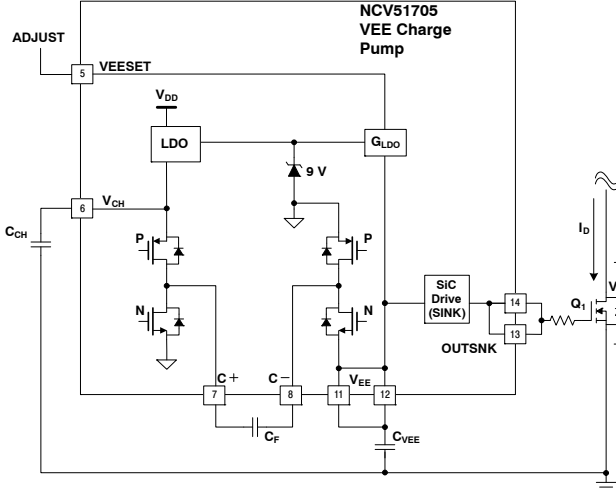 NCV51705
VEE Charge
Pump
ADJUST
5
VEESET
VDD
LDO
GLDO
9 V
6
VCH
CCH
P
P
N
N
SiC
Drive
(SINK)
14
13
OUTSNK
ID
V
Q1
C+
C−
VEE
7
8
11
12
CF
CVEE